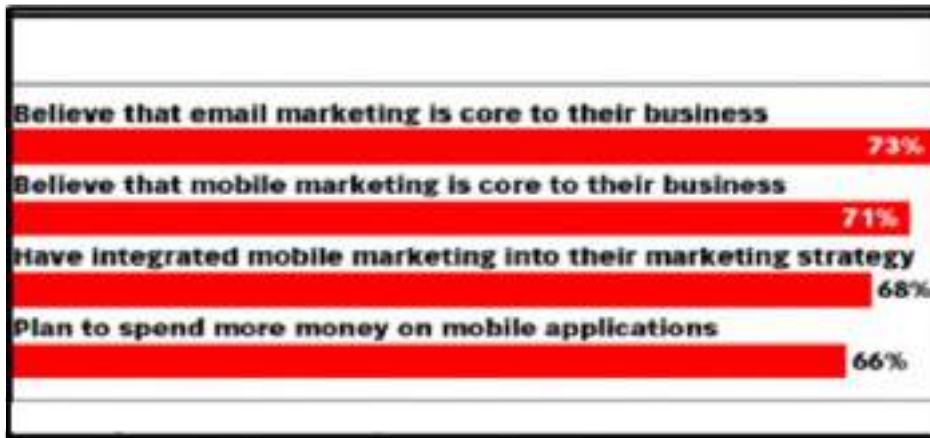 Believe that email marketing is core to their business
73%
Believe that mobile marketing is core to their business
71%
Have integrated mobile marketing into their marketing strategy
68%
Plan to spend more money on mobile applications
66%